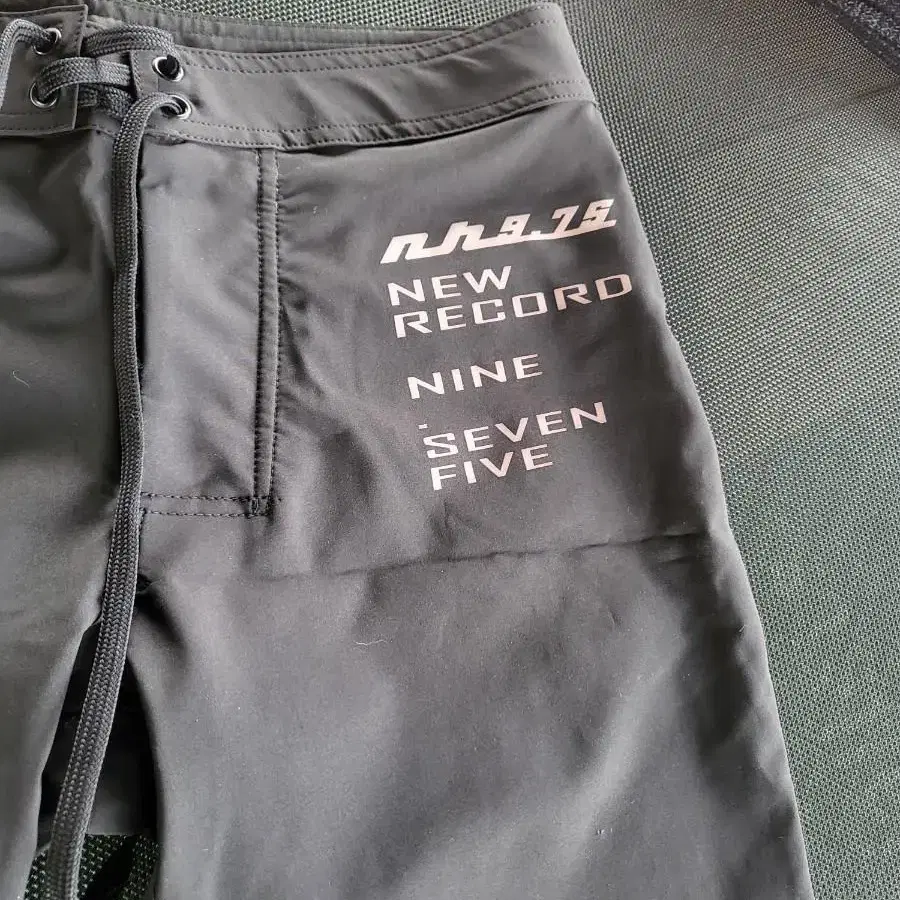 nr9.75
NEW
RECORD
NINE
.
SEVEN
FIVE